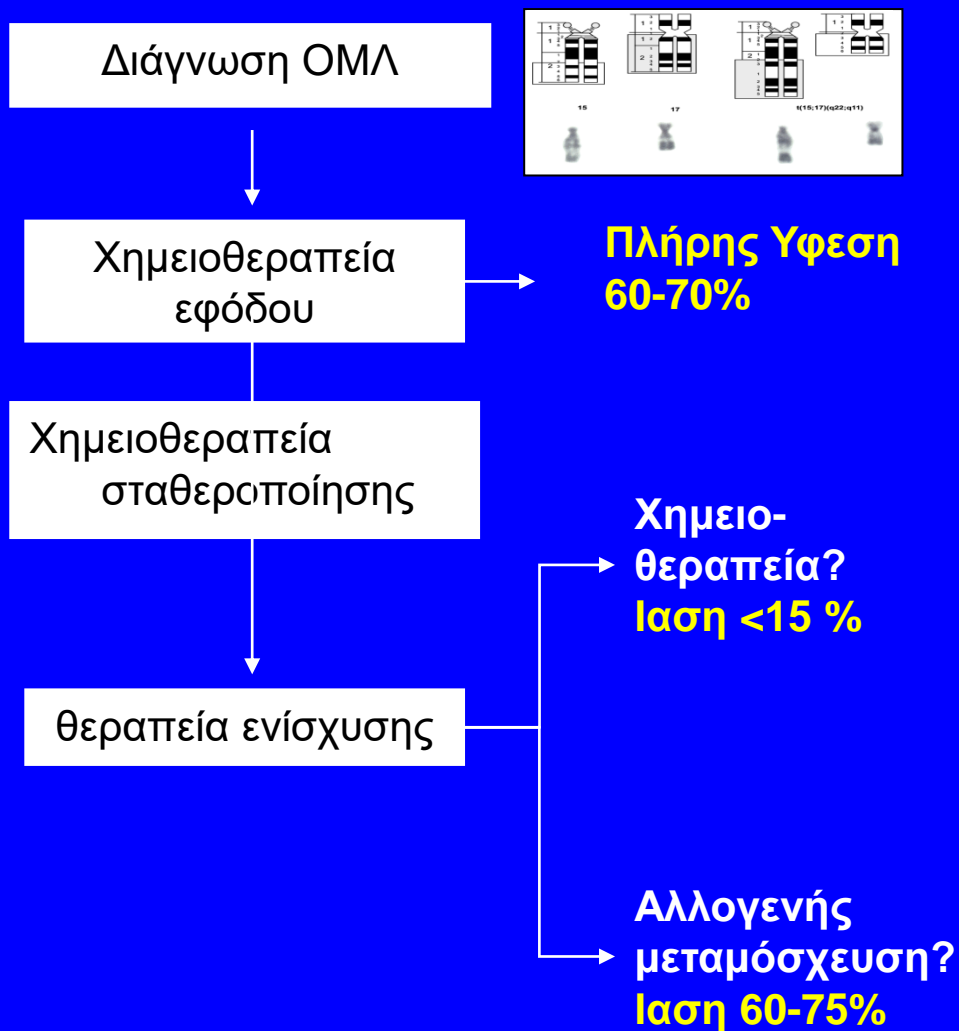 Διάγνωση ΟΜΛ
15
17
t(15;17)(q22;q11)
Χημειοθεραπεία
εφόδου
Πλήρης Υφεση
60-70%
Χημειοθεραπεία
σταθεροποίησης
Χημειο-
θεραπεία?
Ιαση <15 %
θεραπεία ενίσχυσης
Αλλογενής
μεταμόσχευση?
Ιαση 60-75%